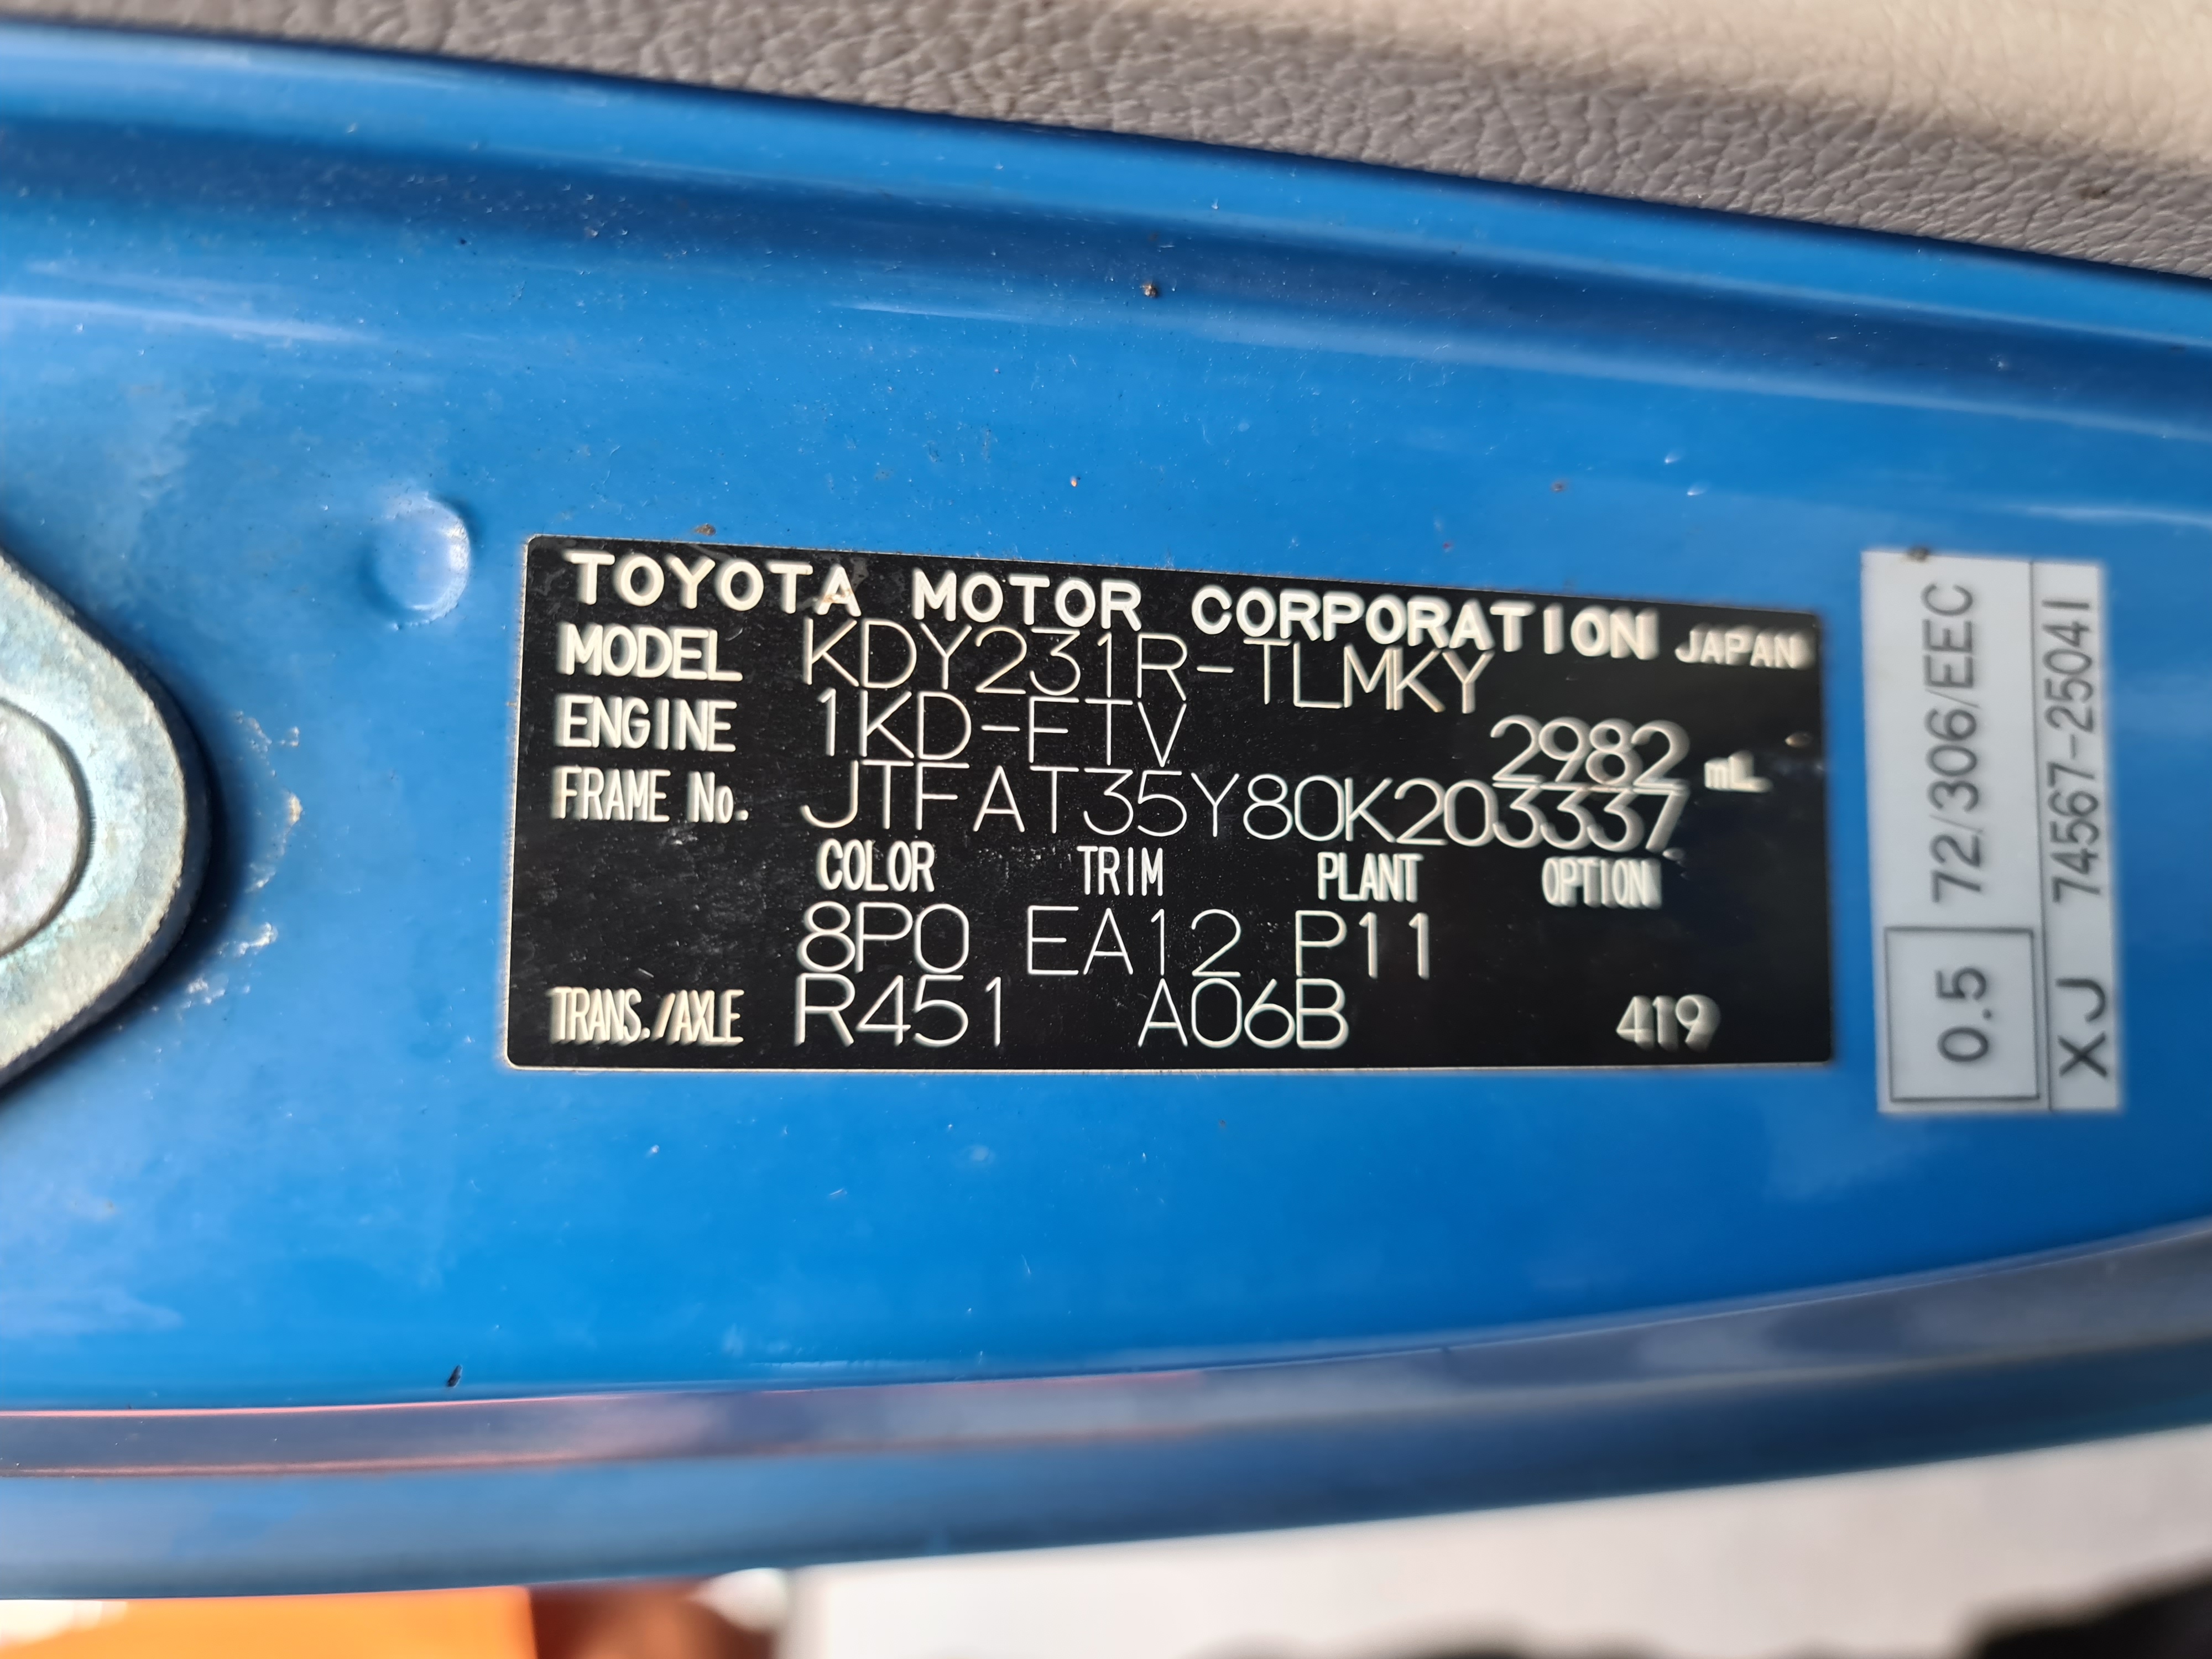 TOYOTA MOTOR CORPORATION JAPAN
MODEL KDY231R-TLMKY
ENGINE 1KD-FTV 2982 mL
FRAME No. JTFAT35Y80K203337
COLOR TRIM PLANT OPTION
8P0 EA12 P11
TRANS./AXLE R451 A06B 419
0.5 72/306/EEC
XJ 74567-25041